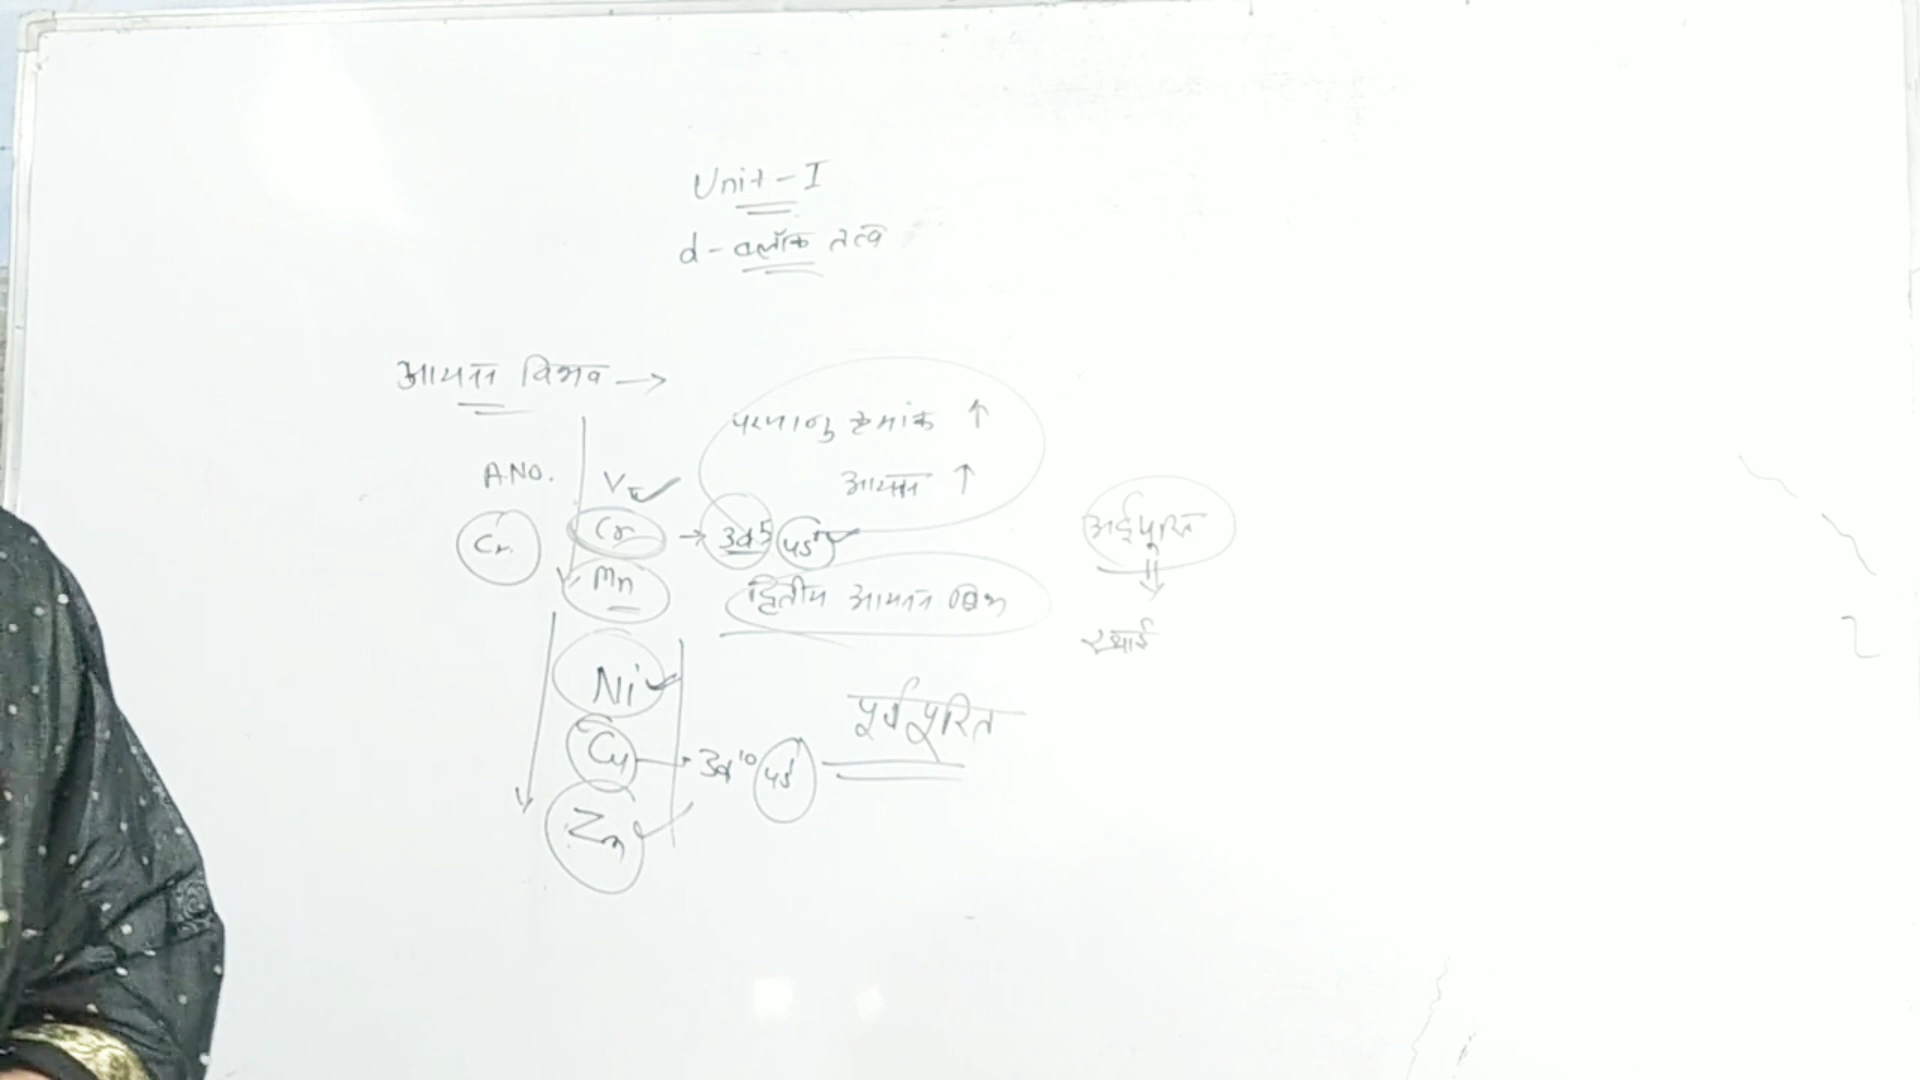 Unit - I
d - ब्लॉक तत्व
आयनन विभव →
परमाणु क्रमांक ↑
आयनन ↑
A.NO.
V
Cr
Cr → 3d⁵ 4s¹
अर्द्धपूरित
Mn
द्वितीय आयनन विभ
स्थाई
Ni
पूर्णपूरित
Cu → 3d¹⁰ 4s¹
Zn